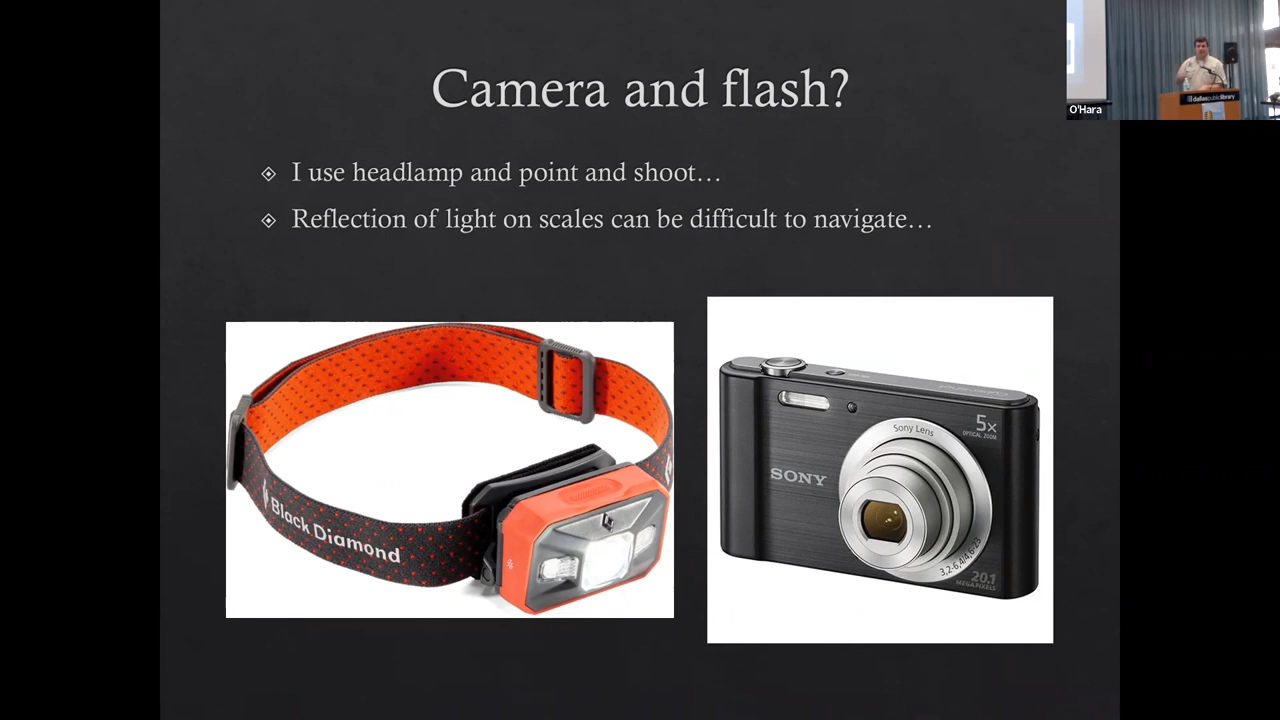 Camera and flash?
I use headlamp and point and shoot…
Reflection of light on scales can be difficult to navigate…
Black Diamond
5x
OPTICAL ZOOM
Sony Lens
SONY
3,2-6,4/4,6-23
20.1
MEGAPIXELS
dallaspubliclibrary
O'Hara